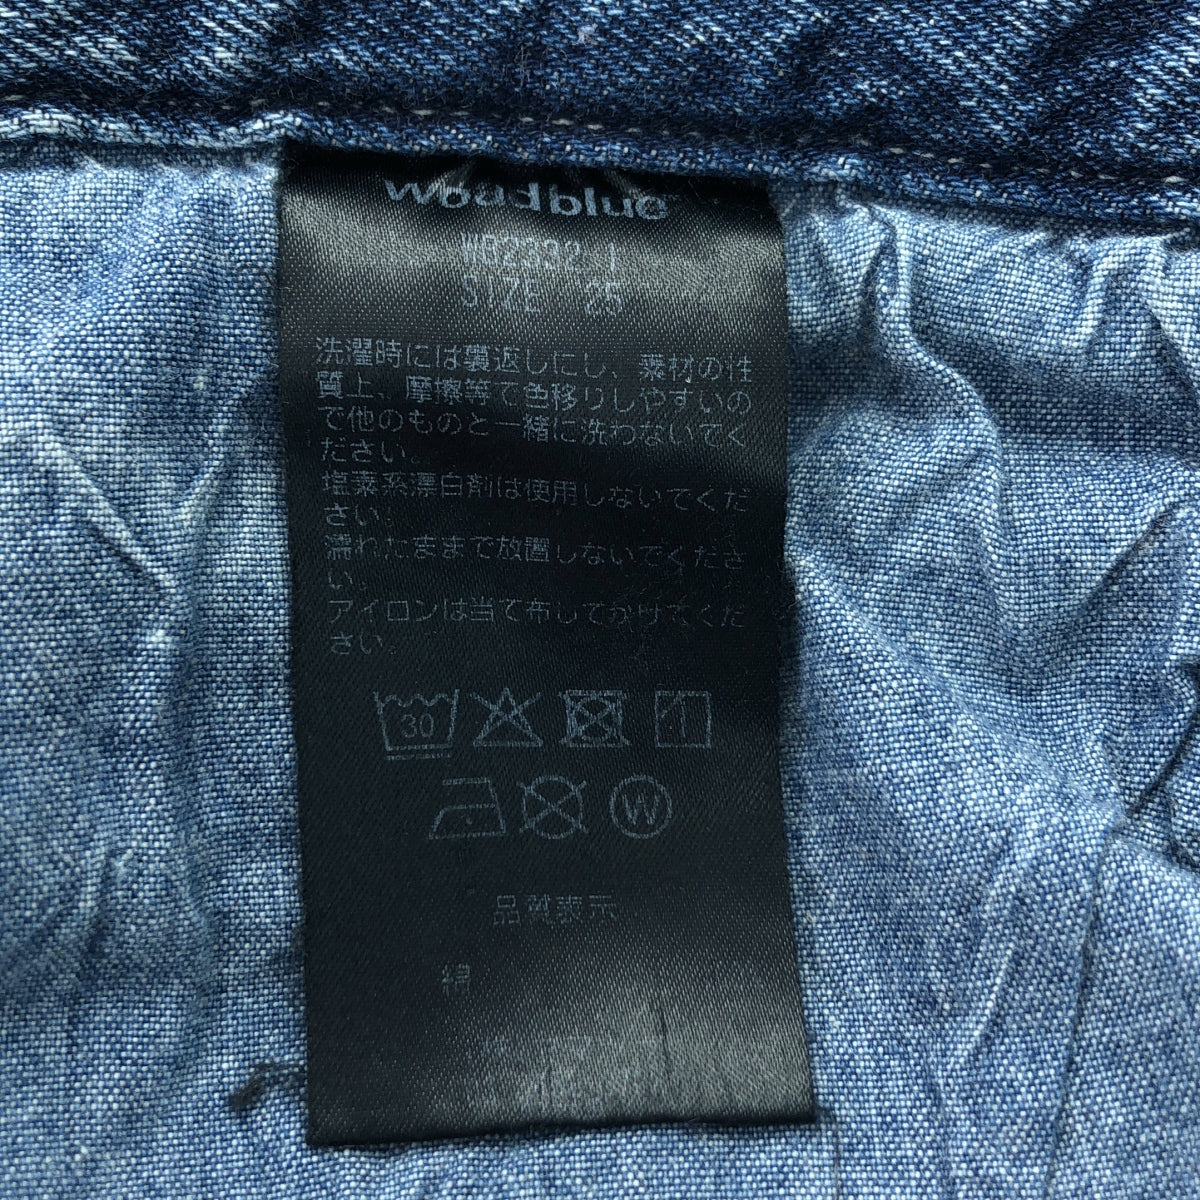 woadblue
SIZE 25
洗濯時には裏返しにし、素材の性
質上、摩擦等で色移りしやすいの
で他のものと一緒に洗わないでく
ださい。
塩素系漂白剤は使用しないでくだ
さい。
濡れたままで放置しないでくださ
い。
アイロンは当て布してかけてくだ
さい。
30
W
品質表示
綿